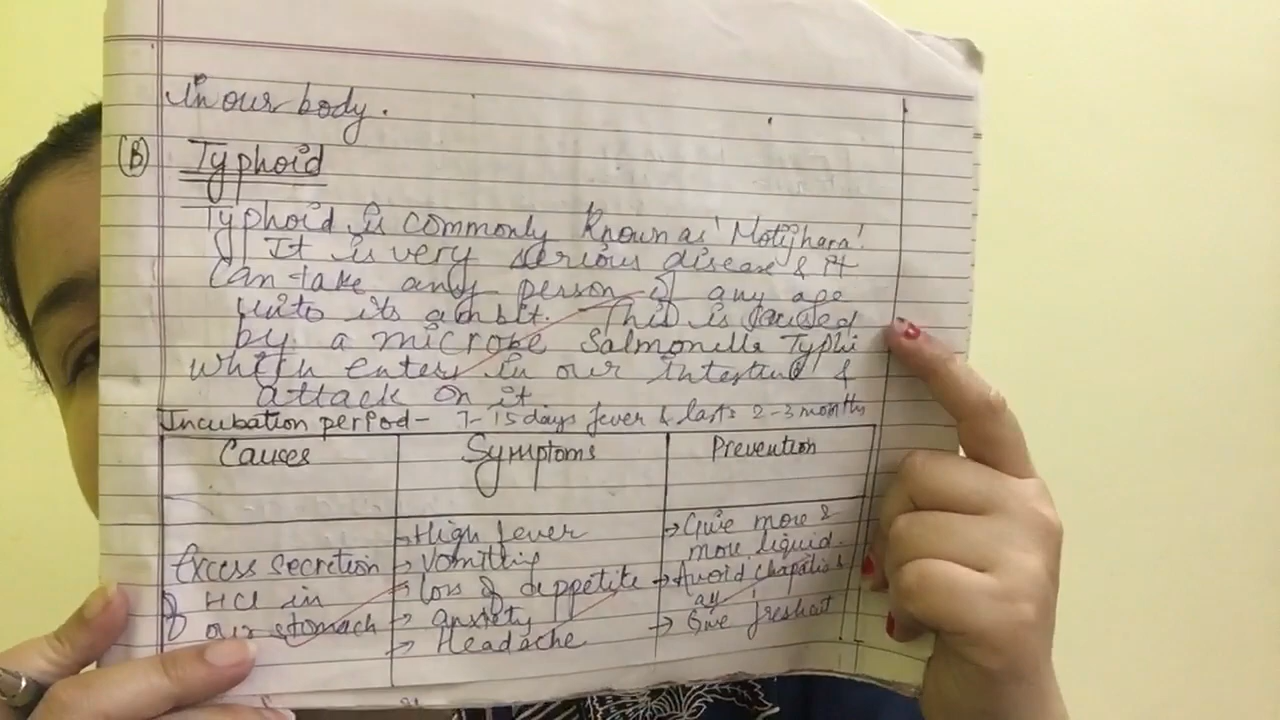 in our body.
(B) Typhoid
Typhoid is commonly known as 'Motijhara'.
It is very serious disease & it
can take any person of any age
into its ambit. This is caused
by a microbe Salmonella Typhi
which enters in our intestine &
attack on it
Incubation period - 7-15 days fever & lasts 2-3 months
Causes Symptoms Prevention
→ High fever → Give more &
Excess secretion → Vomitting more liquid
of HCl in → loss of appetite → Avoid chapatis
our stomach → anxiety → Give
→ Headache